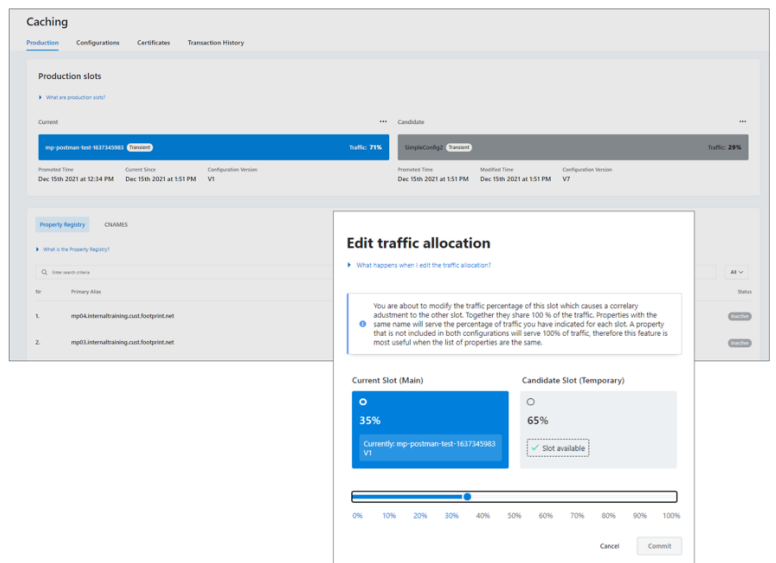 Caching
Production Configurations Certificates Transaction History
Production slots
What are production slots?
Current ••• Candidate •••
mp-postman-test-1637345983 Transient Traffic: 71% SimpleConfig2 Transient Traffic: 29%
Promoted Time Current Since Configuration Version Promoted Time Modified Time Configuration Version
Dec 15th 2021 at 12:34 PM Dec 15th 2021 at 1:51 PM V1 Dec 15th 2021 at 1:51 PM Dec 15th 2021 at 1:51 PM V7
Property Registry CNAMES
What is the Property Registry?
Enter search criteria All
Nr Primary Alias Status
1. mp04.internaltraining.cust.footprint.net Inactive
2. mp03.internaltraining.cust.footprint.net Inactive
Edit traffic allocation
What happens when I edit the traffic allocation?
You are about to modify the traffic percentage of this slot which causes a correlary
adustment to the other slot. Together they share 100 % of the traffic. Properties with the
same name will serve the percentage of traffic you have indicated for each slot. A property
that is not included in both configurations will serve 100% of traffic, therefore this feature is
most useful when the list of properties are the same.
Current Slot (Main) Candidate Slot (Temporary)
35% 65%
Currently: mp-postman-test-1637345983
V1
Slot available
0% 10% 20% 30% 40% 50% 60% 70% 80% 90% 100%
Cancel Commit